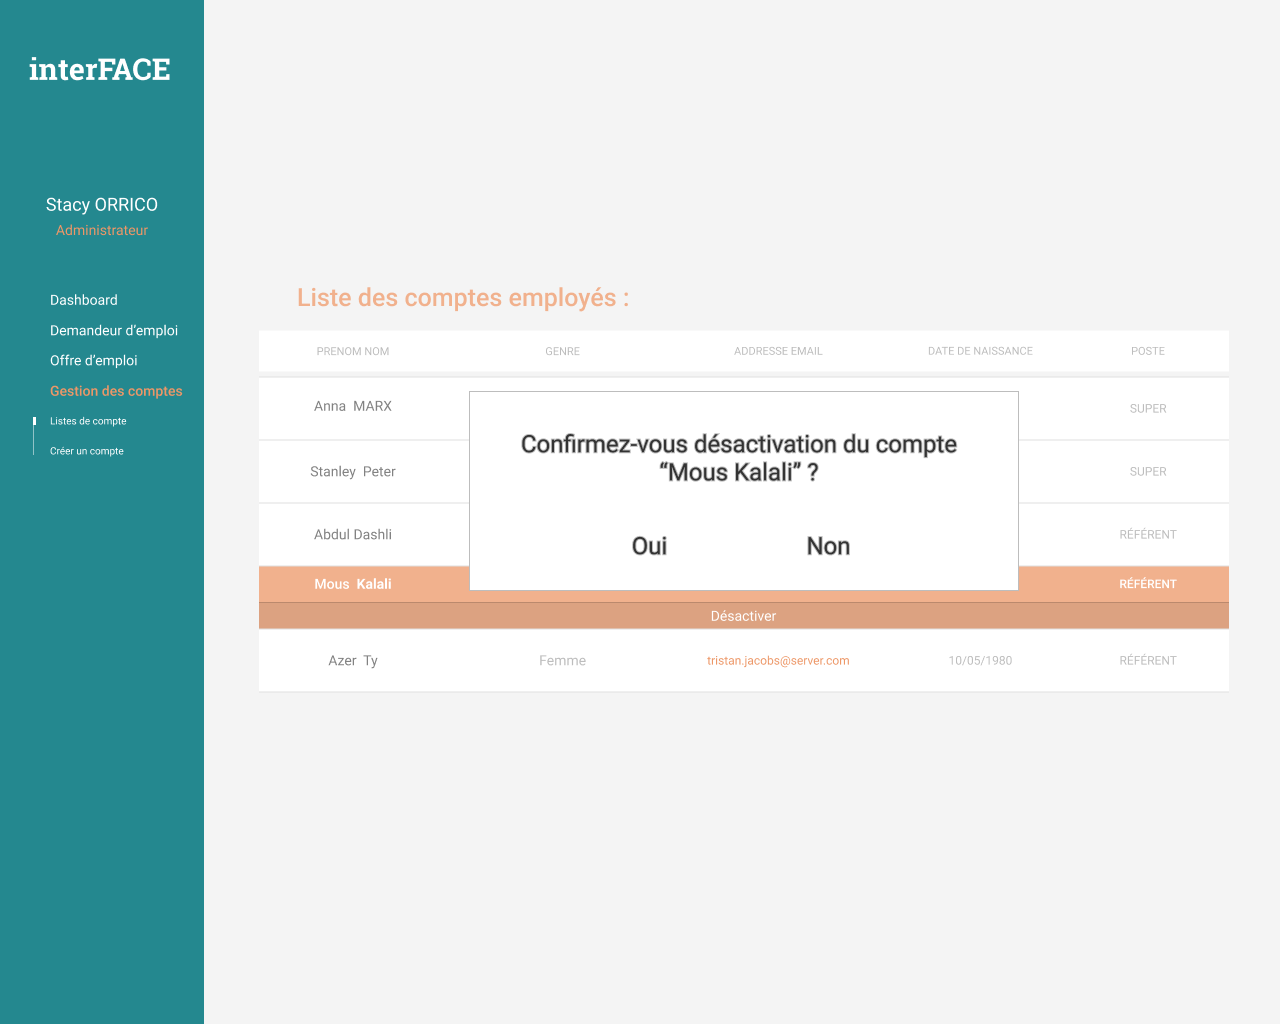 interFACE
Stacy ORRICO
Administrateur
Dashboard
Demandeur d’emploi
Offre d’emploi
Gestion des comptes
Listes de compte
Créer un compte
Liste des comptes employés :
PRENOM NOM GENRE ADDRESSE EMAIL DATE DE NAISSANCE POSTE
Anna MARX SUPER
Stanley Peter SUPER
Abdul Dashli RÉFÉRENT
Mous Kalali RÉFÉRENT
Désactiver
Azer Ty Femme tristan.jacobs@server.com 10/05/1980 RÉFÉRENT
Confirmez-vous désactivation du compte
“Mous Kalali” ?
Oui Non